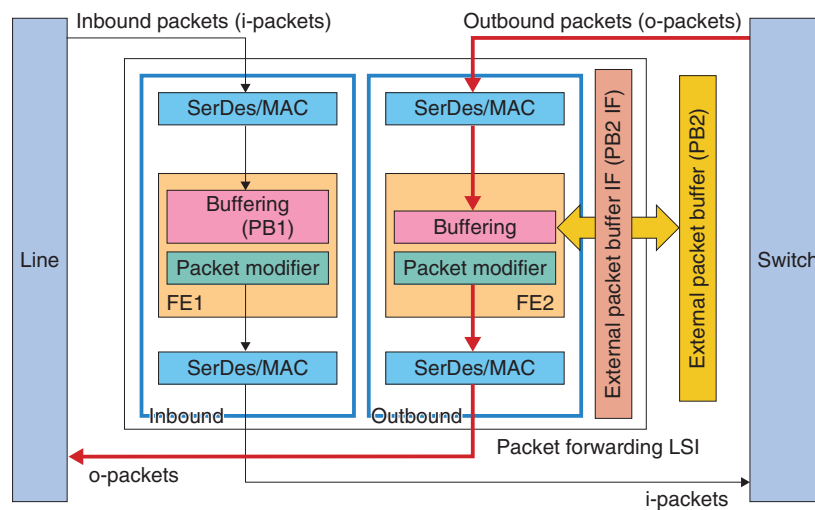 Inbound packets (i-packets)
Outbound packets (o-packets)
Line
SerDes/MAC
SerDes/MAC
External packet buffer IF (PB2 IF)
External packet buffer (PB2)
Switch
Buffering
(PB1)
Buffering
Packet modifier
Packet modifier
FE1
FE2
SerDes/MAC
SerDes/MAC
Inbound
Outbound
Packet forwarding LSI
o-packets
i-packets